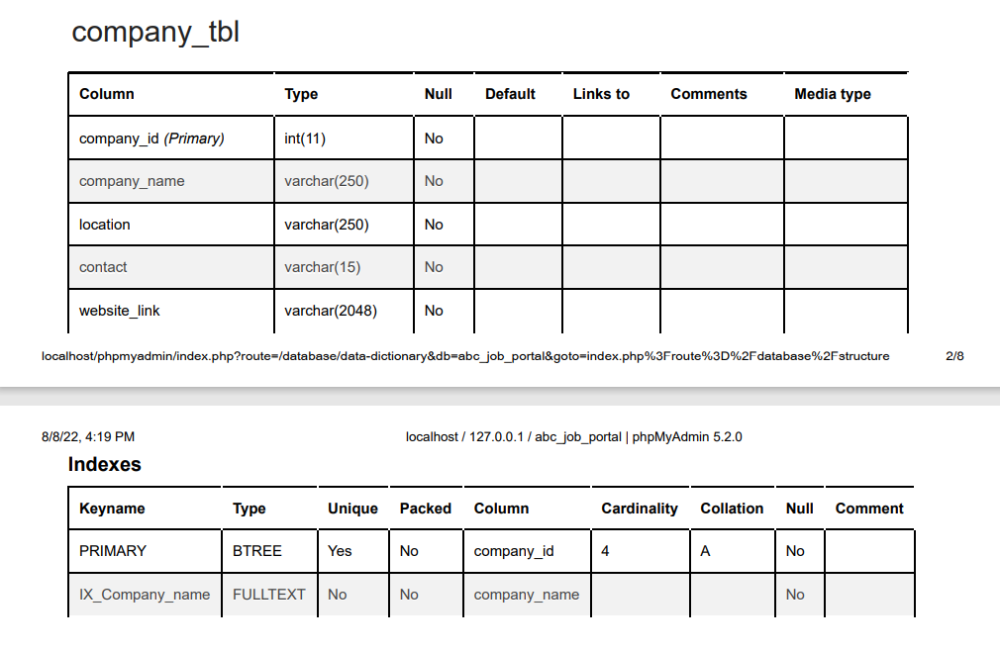 company_tbl
Column Type Null Default Links to Comments Media type
company_id (Primary) int(11) No
company_name varchar(250) No
location varchar(250) No
contact varchar(15) No
website_link varchar(2048) No
localhost/phpmyadmin/index.php?route=/database/data-dictionary&db=abc_job_portal&goto=index.php%3Froute%3D%2Fdatabase%2Fstructure 2/8
8/8/22, 4:19 PM localhost / 127.0.0.1 / abc_job_portal | phpMyAdmin 5.2.0
Indexes
Keyname Type Unique Packed Column Cardinality Collation Null Comment
PRIMARY BTREE Yes No company_id 4 A No
IX_Company_name FULLTEXT No No company_name No